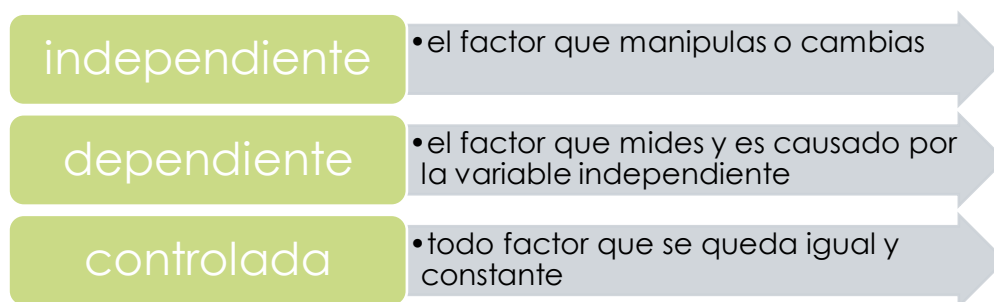 independiente
•el factor que manipulas o cambias
dependiente
•el factor que mides y es causado por
la variable independiente
controlada
•todo factor que se queda igual y
constante